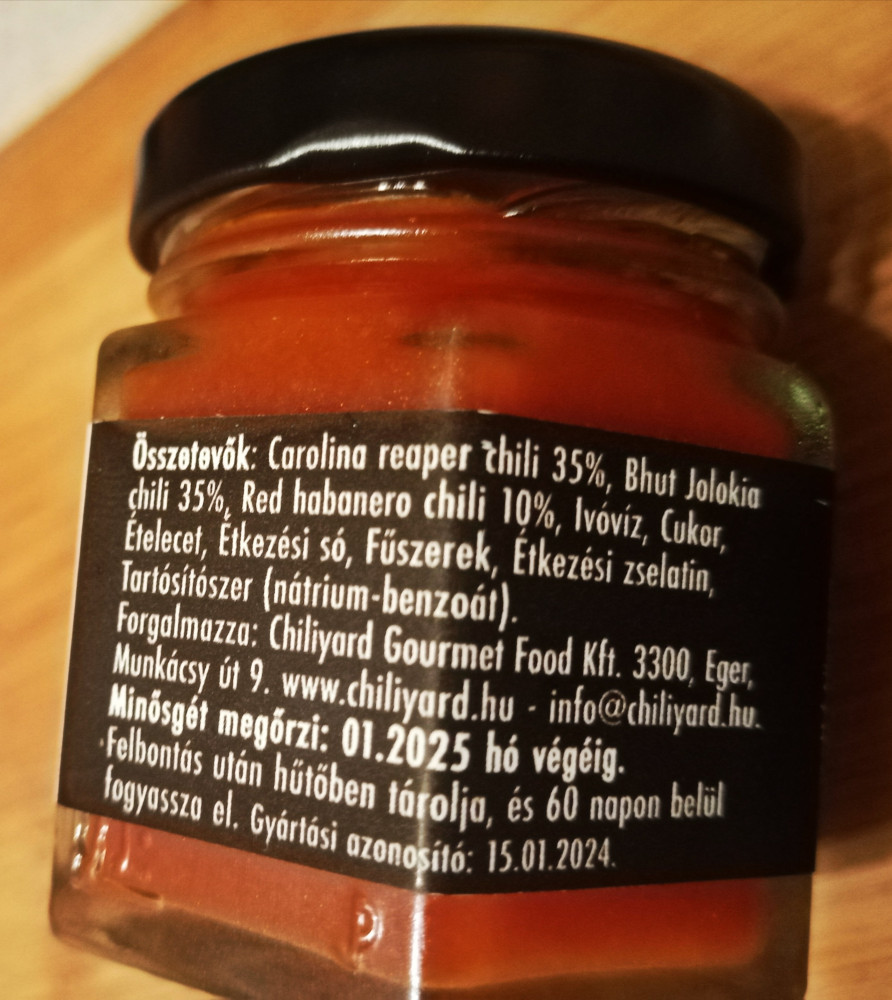 Összetevők: Carolina reaper chili 35%, Bhut Jolokia
chili 35%, Red habanero chili 10%, Ivóvíz, Cukor,
Ételecet, Étkezési só, Fűszerek, Étkezési zselatin,
Tartósítószer (nátrium-benzoát).
Forgalmazza: Chiliyard Gourmet Food Kft. 3300, Eger,
Munkácsy út 9. www.chiliyard.hu - info@chiliyard.hu.
Minősgét megőrzi: 01.2025 hó végéig.
Felbontás után hűtőben tárolja, és 60 napon belül
fogyassza el. Gyártási azonosító: 15.01.2024.